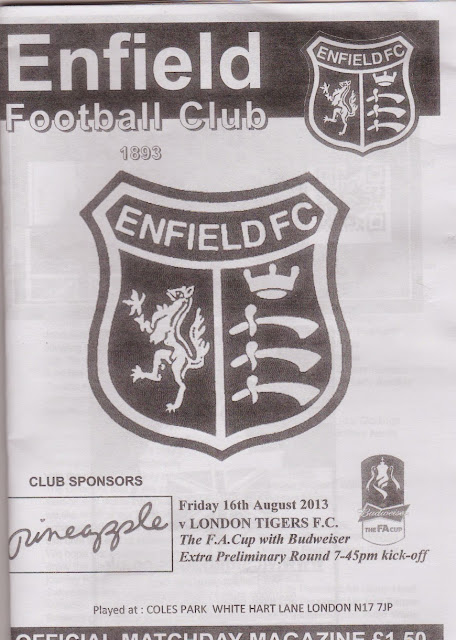 Enfield
ENFIELD FC
Football Club
1893
ENFIELD FC
CLUB SPONSORS
pineapple
Friday 16th August 2013
v LONDON TIGERS F.C.
The F.A.Cup with Budweiser
Extra Preliminary Round 7-45pm kick-off
Budweiser
THE FA CUP
Played at : COLES PARK WHITE HART LANE LONDON N17 7JP
OFFICIAL MATCHDAY MAGAZINE £1.50